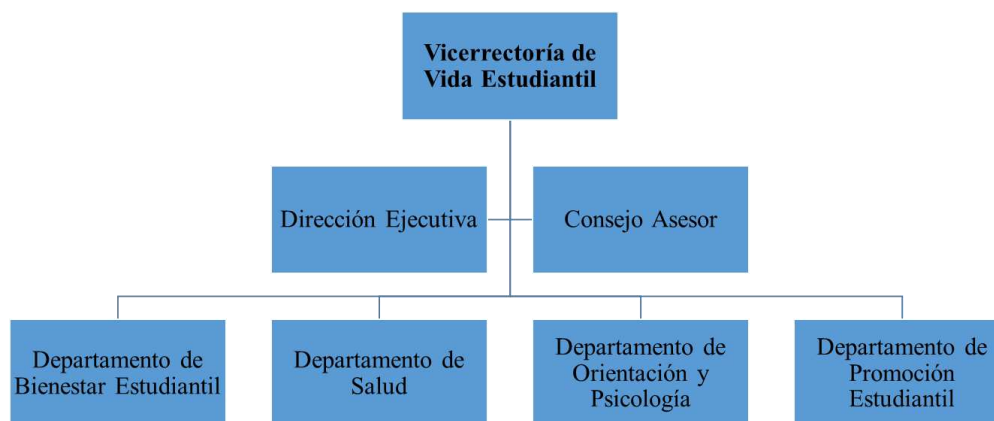 Vicerrectoría de
Vida Estudiantil
Dirección Ejecutiva
Consejo Asesor
Departamento de
Bienestar Estudiantil
Departamento de
Salud
Departamento de
Orientación y
Psicología
Departamento de
Promoción
Estudiantil